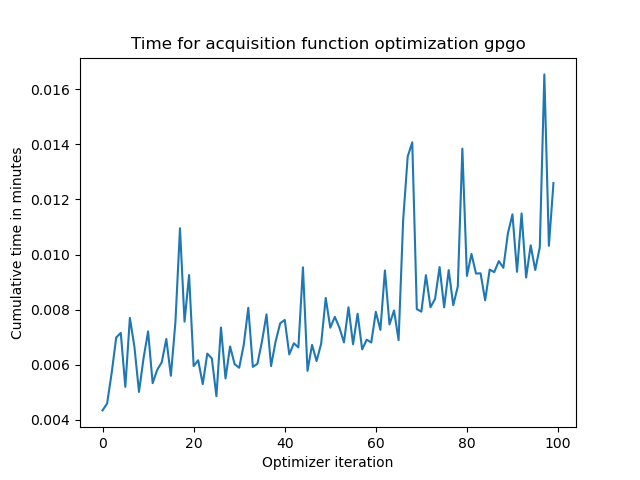 Time for acquisition function optimization gpgo
Cumulative time in minutes
0.016
0.014
0.012
0.010
0.008
0.006
0.004
0 20 40 60 80 100
Optimizer iteration